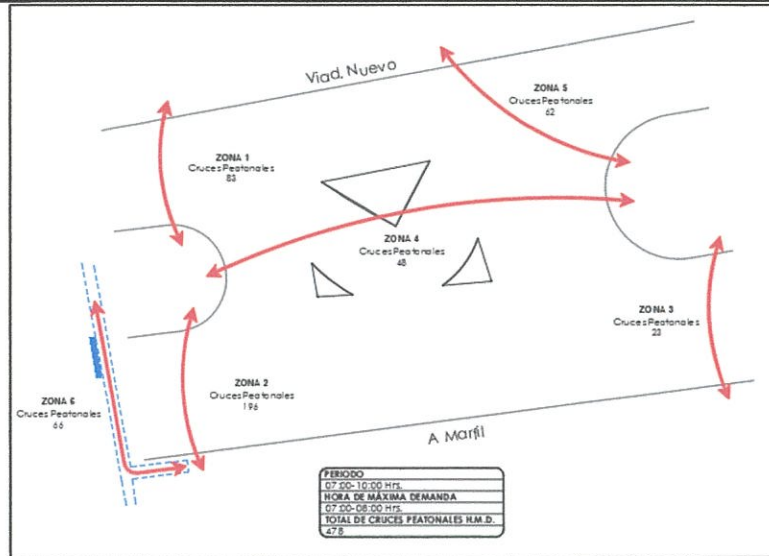 Viad. Nuevo
ZONA 5
Cruces Peatonales
62
ZONA 1
Cruces Peatonales
83
ZONA 4
Cruces Peatonales
48
ZONA 3
Cruces Peatonales
23
ZONA 2
Cruces Peatonales
196
ZONA 6
Cruces Peatonales
66
A Marfil
PERIODO
07:00-10:00 Hrs.
HORA DE MÁXIMA DEMANDA
07:00-08:00 Hrs.
TOTAL DE CRUCES PEATONALES H.M.D.
478